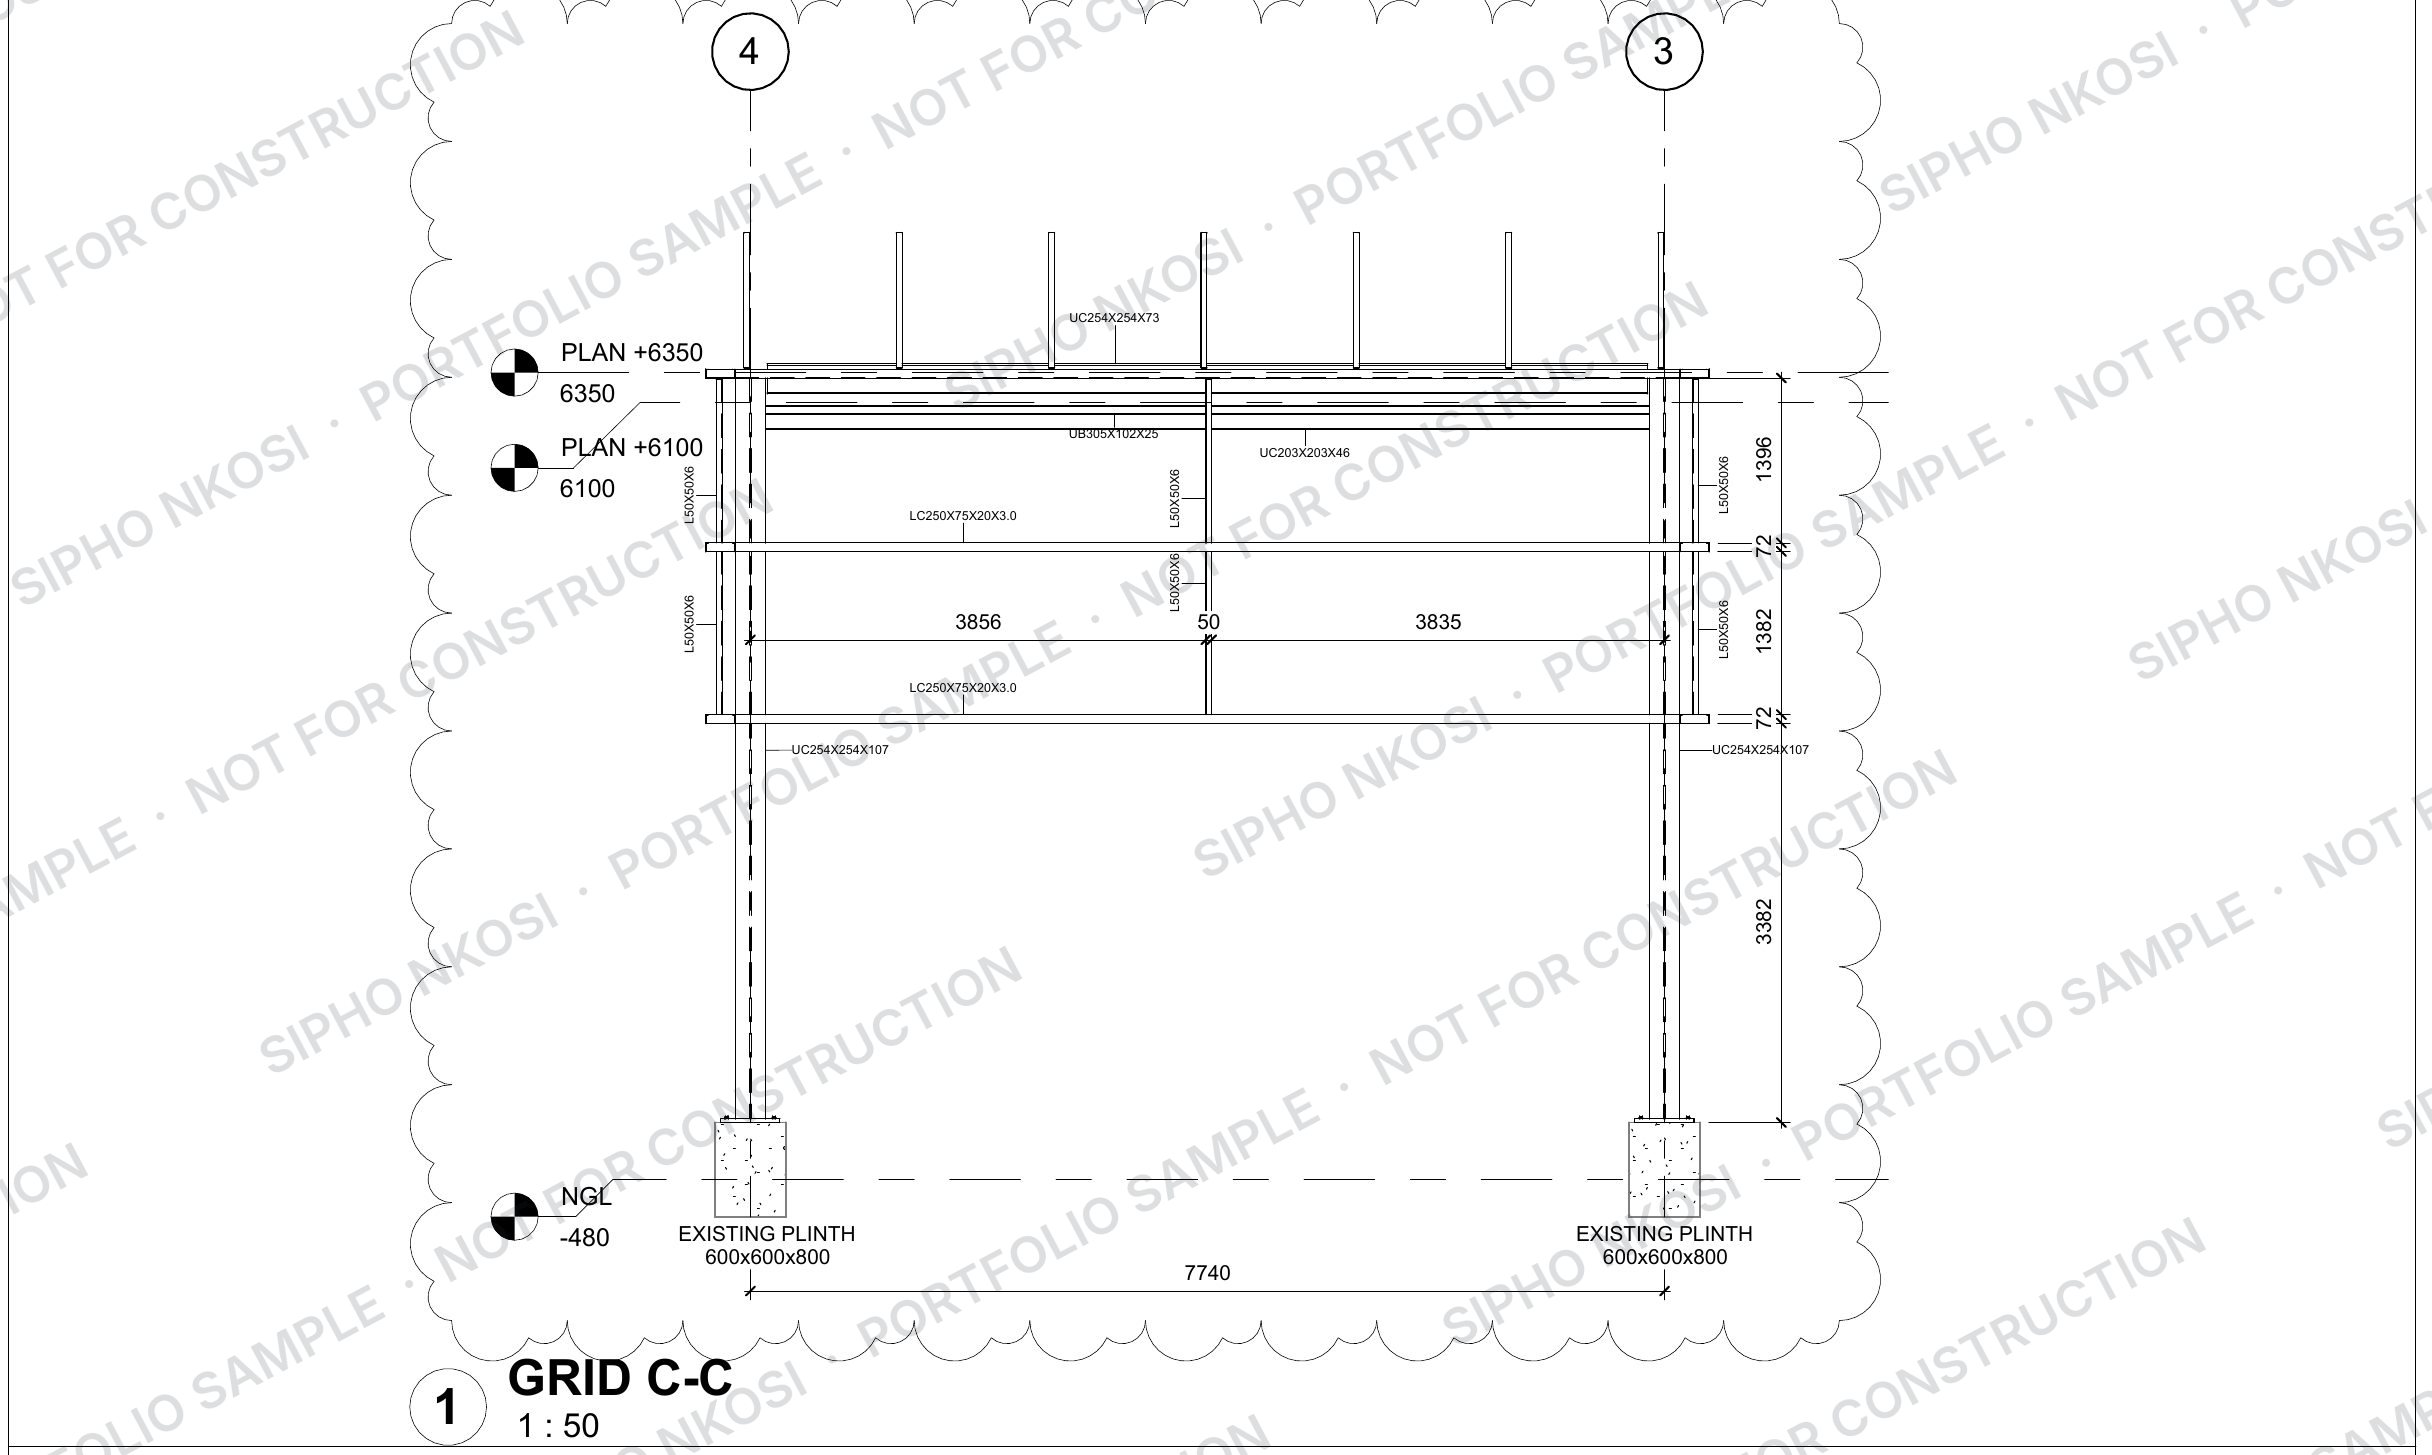 4
3
UC254X254X73
PLAN +6350
6350
PLAN +6100
6100
UB305X102X25
UC203X203X46
L50X50X6
L50X50X6
L50X50X6
1396
LC250X75X20X3.0
72
L50X50X6
L50X50X6
L50X50X6
3856
50
3835
1382
LC250X75X20X3.0
72
UC254X254X107
UC254X254X107
3382
NGL
-480
EXISTING PLINTH
600x600x800
EXISTING PLINTH
600x600x800
7740
1
GRID C-C
1 : 50
SIPHO NKOSI · PORTFOLIO SAMPLE · NOT FOR CONSTRUCTION